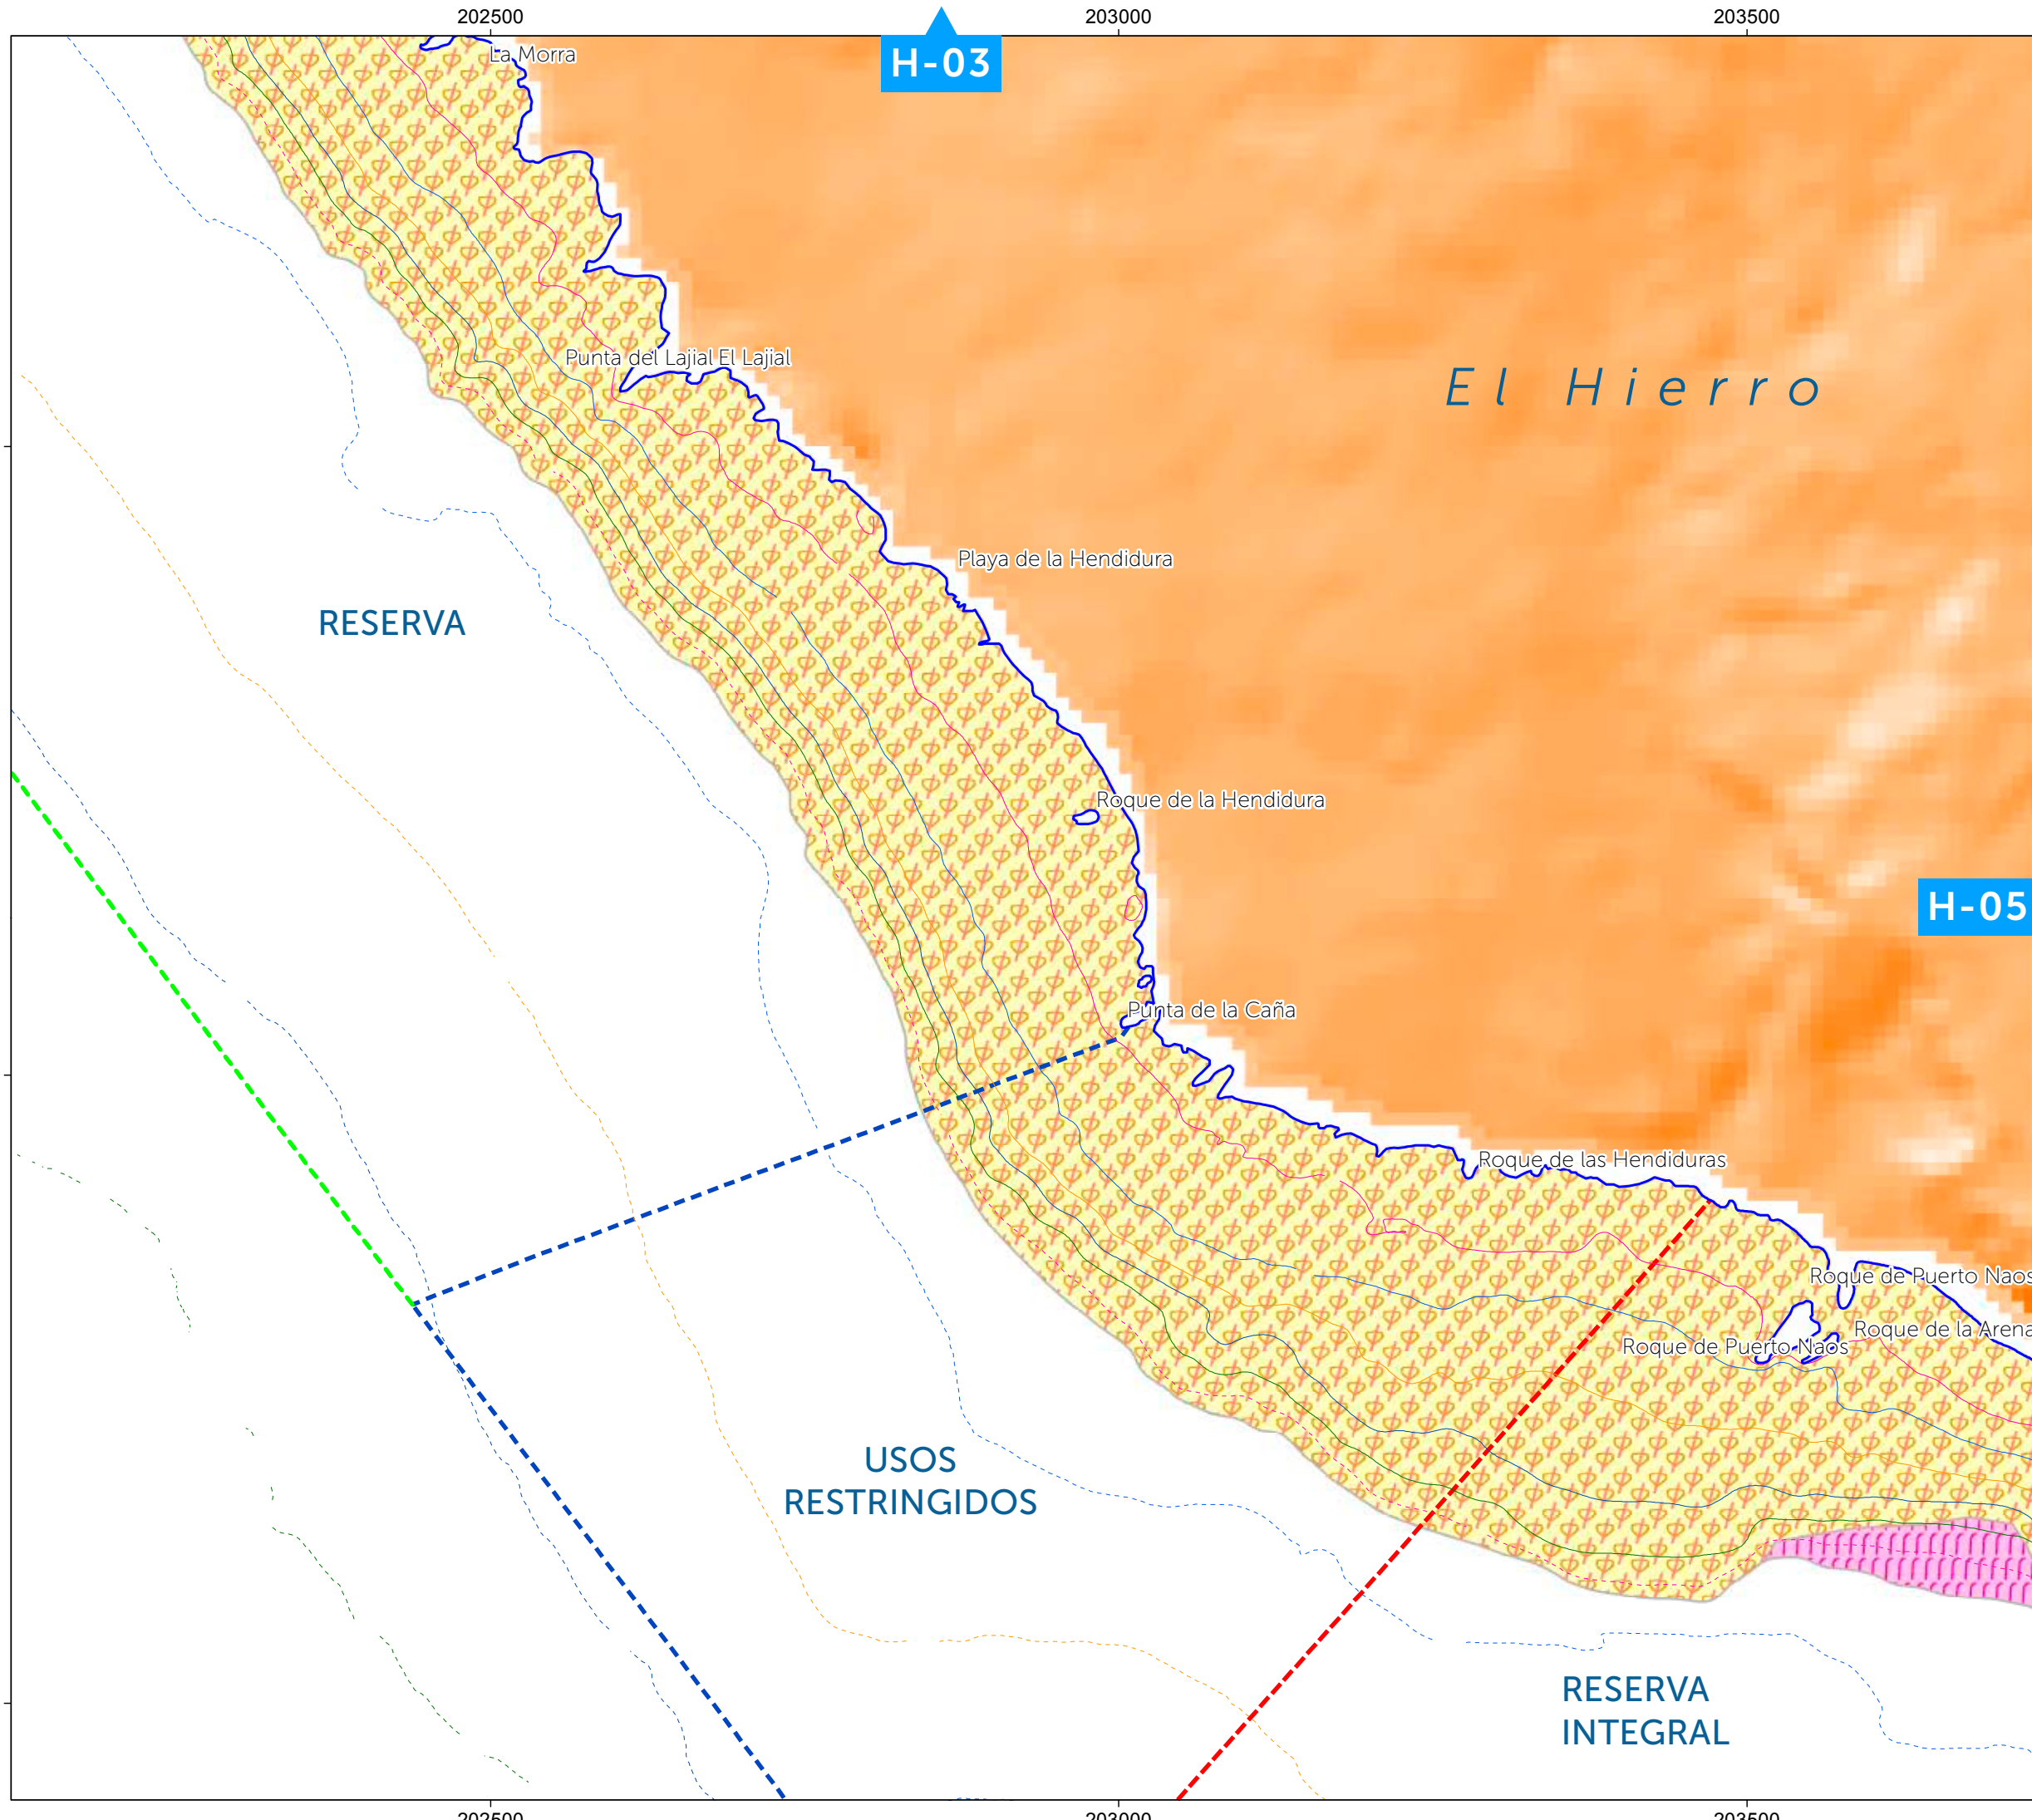 202500
203000
203500
H-03
La Morra
Punta del Lajial El Lajial
El Hierro
Playa de la Hendidura
RESERVA
Roque de la Hendidura
H-05
Punta de la Caña
Roque de las Hendiduras
Roque de Puerto Naos
Roque de la Arena
Roque de Puerto Naos
USOS
RESTRINGIDOS
RESERVA
INTEGRAL
202500
203000
203500